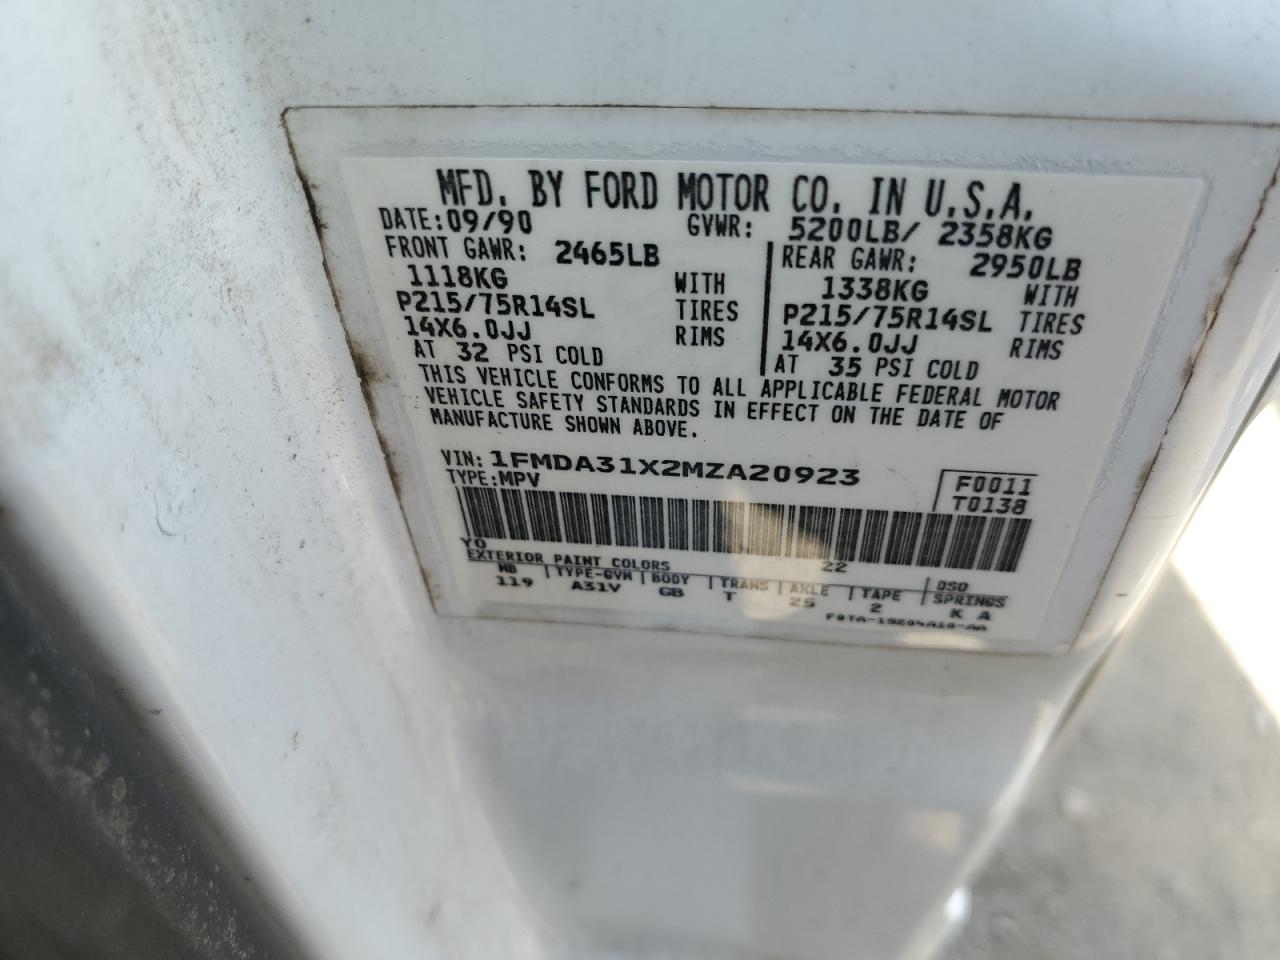 MFD. BY FORD MOTOR CO. IN U.S.A.
DATE: 09/90 GVWR: 5200LB/ 2358KG
FRONT GAWR: 2465LB REAR GAWR: 2950LB
1118KG WITH 1338KG WITH
P215/75R14SL TIRES P215/75R14SL TIRES
14X6.0JJ RIMS 14X6.0JJ RIMS
AT 32 PSI COLD AT 35 PSI COLD
THIS VEHICLE CONFORMS TO ALL APPLICABLE FEDERAL MOTOR
VEHICLE SAFETY STANDARDS IN EFFECT ON THE DATE OF
MANUFACTURE SHOWN ABOVE.
VIN: 1FMDA31X2MZA20923 F0011
TYPE: MPV T0138
YO 22
EXTERIOR PAINT COLORS DSO
WB TYPE-GVW BODY TRANS AXLE TAPE SPRINGS
119 A31V GB T 25 2 K A